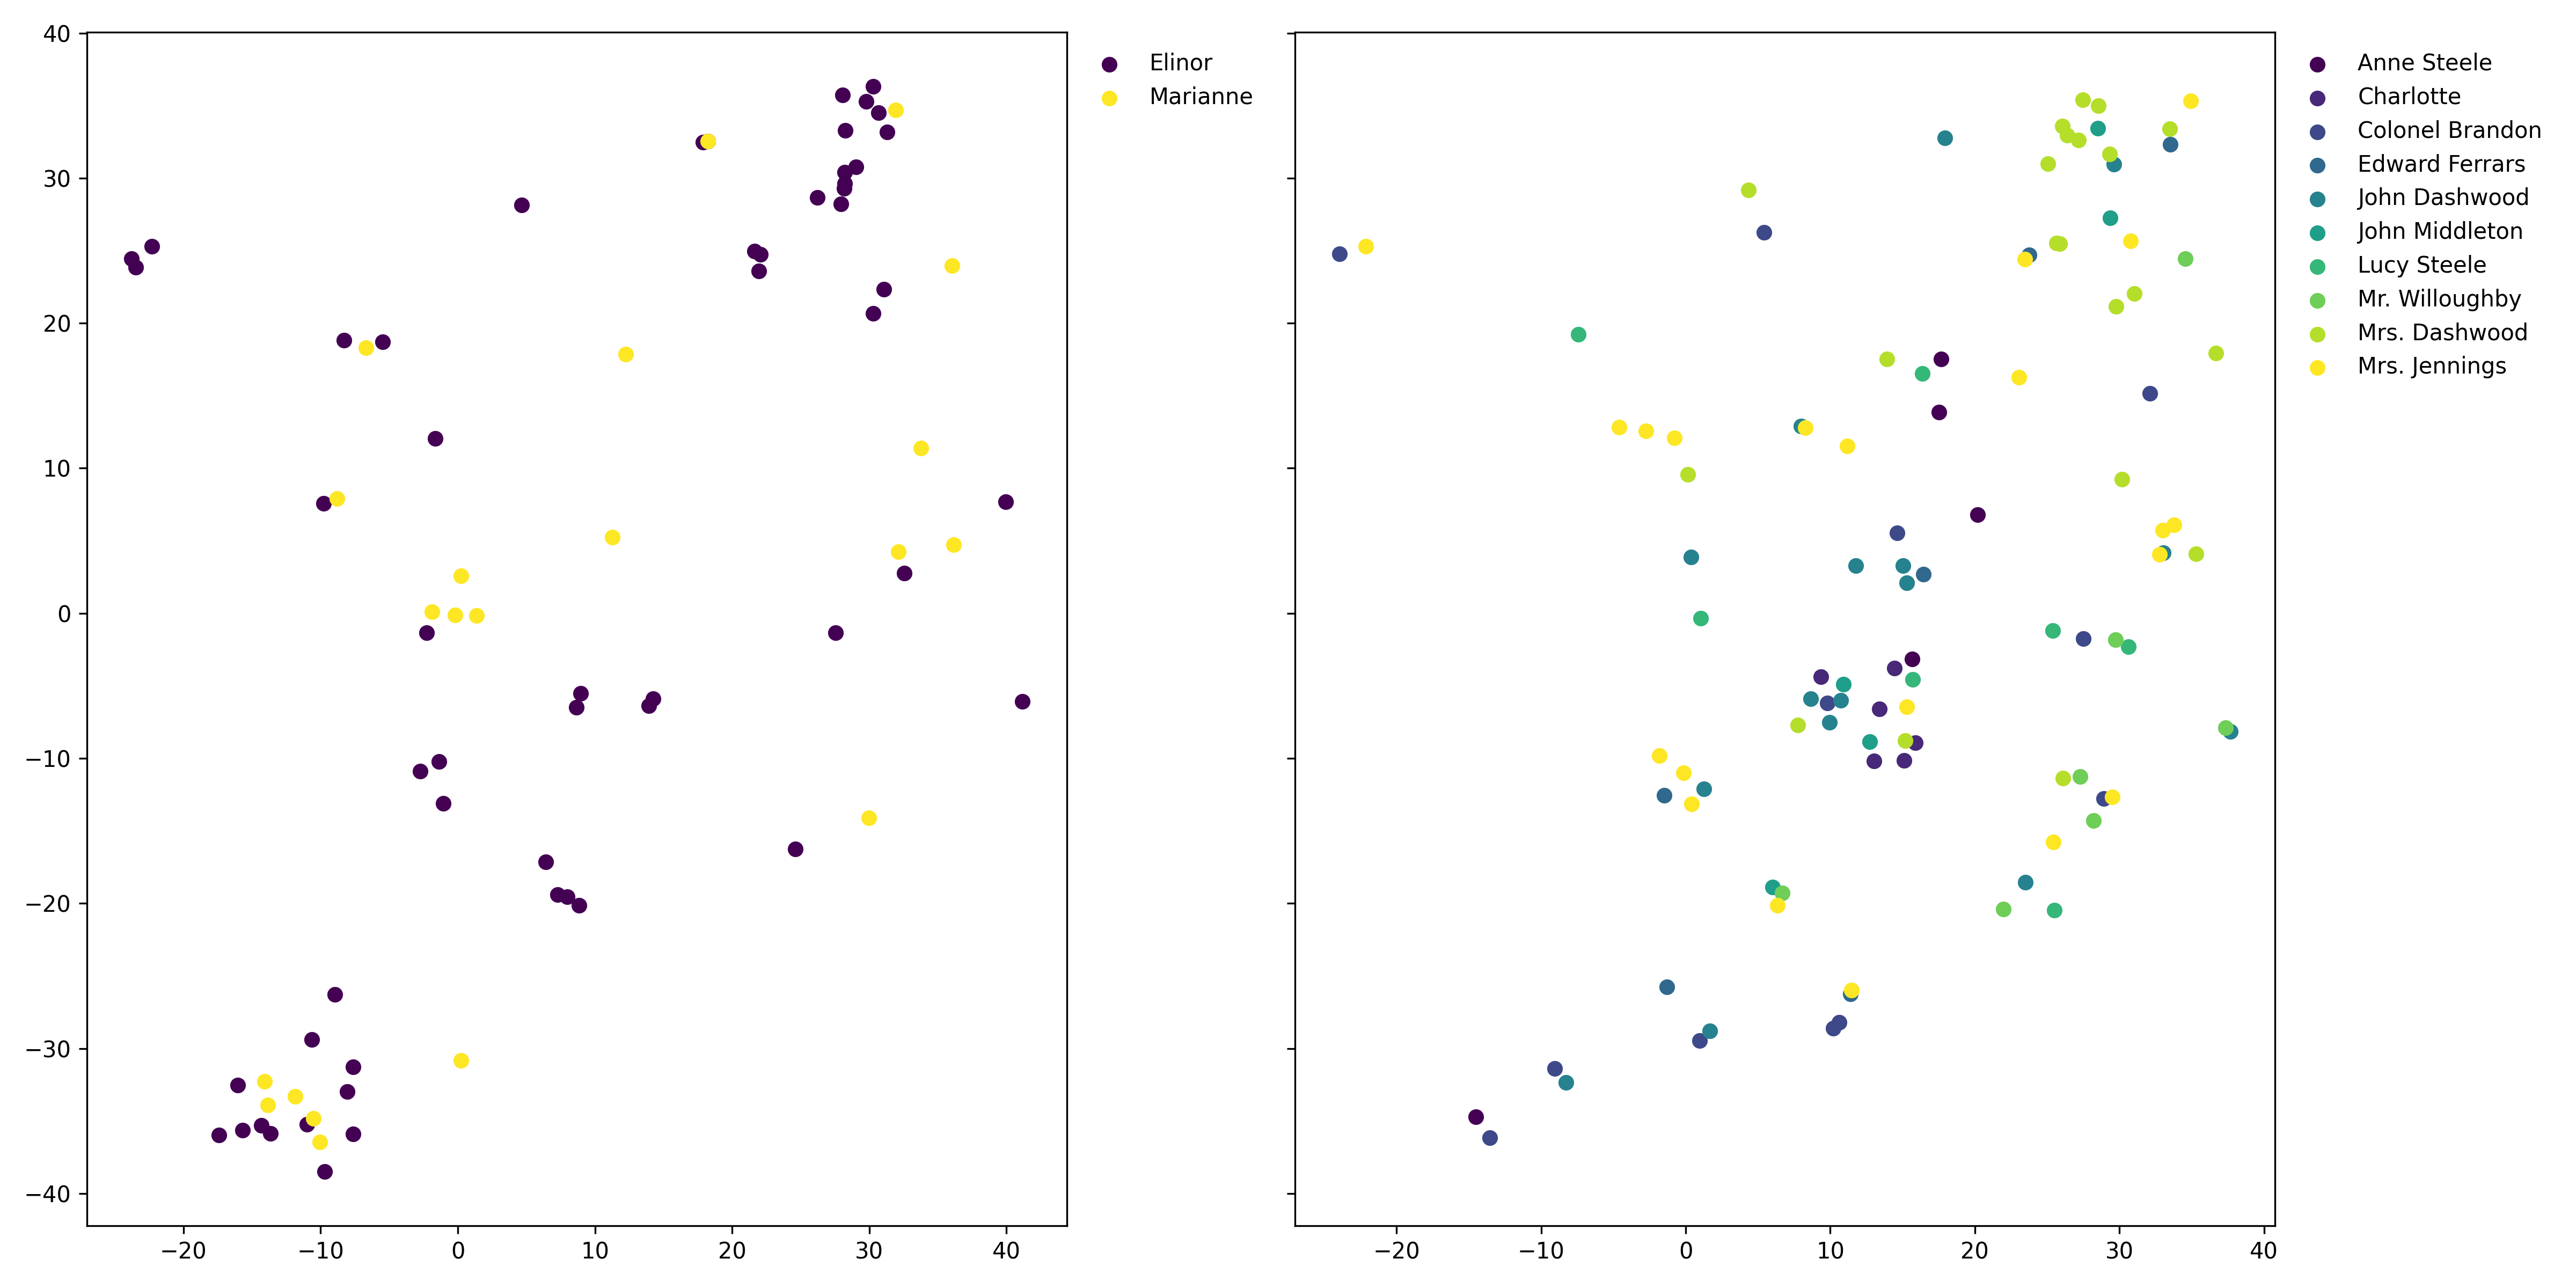 40
30
20
10
0
−10
−20
−30
−40
−20 −10 0 10 20 30 40
Elinor
Marianne
−20 −10 0 10 20 30 40
Anne Steele
Charlotte
Colonel Brandon
Edward Ferrars
John Dashwood
John Middleton
Lucy Steele
Mr. Willoughby
Mrs. Dashwood
Mrs. Jennings